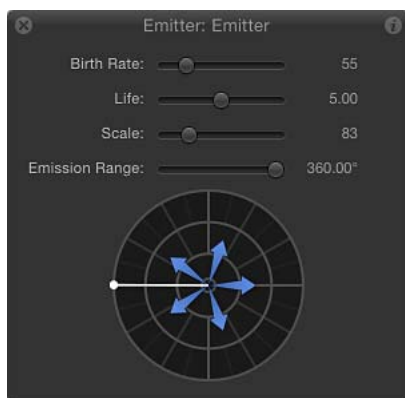 Emitter: Emitter
Birth Rate: 55
Life: 5.00
Scale: 83
Emission Range: 360.00°